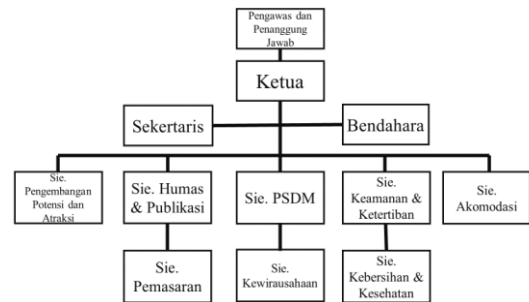 Pengawas dan
Penanggung
Jawab
Ketua
Sekertaris
Bendahara
Sie.
Pengembangan
Potensi dan
Atraksi
Sie. Humas
& Publikasi
Sie. PSDM
Sie.
Keamanan &
Ketertiban
Sie.
Akomodasi
Sie.
Pemasaran
Sie.
Kewirausahaan
Sie.
Kebersihan &
Kesehatan